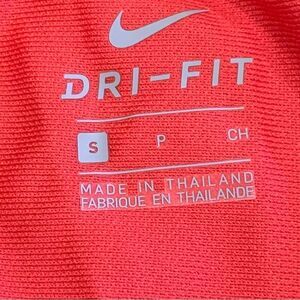 DRI-FIT
S P CH
MADE IN THAILAND
FABRIQUE EN THAILANDE